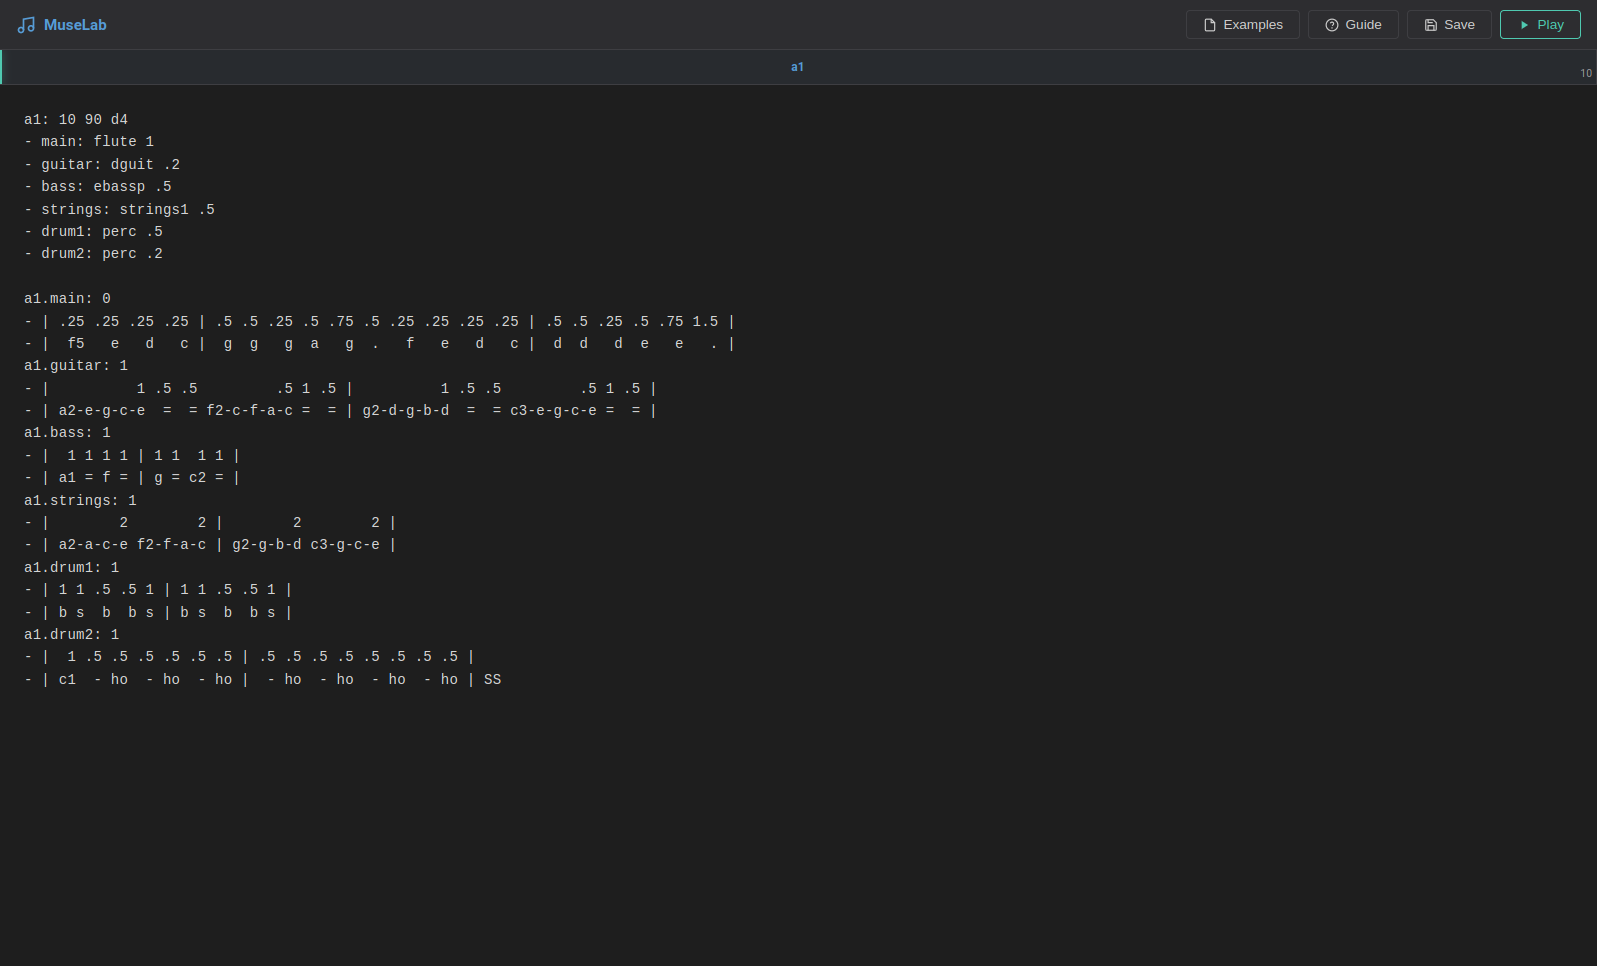 MuseLab
Examples
Guide
Save
Play
a1
10
a1: 10 90 d4
- main: flute 1
- guitar: dguit .2
- bass: ebassp .5
- strings: strings1 .5
- drum1: perc .5
- drum2: perc .2

a1.main: 0
- | .25 .25 .25 .25 | .5 .5 .25 .5 .75 .5 .25 .25 .25 .25 | .5 .5 .25 .5 .75 1.5 |
- |  f5   e   d   c |  g  g   g  a   g  .   f   e   d   c |  d  d   d  e   e   . |
a1.guitar: 1
- |          1 .5 .5         .5 1 .5 |          1 .5 .5         .5 1 .5 |
- | a2-e-g-c-e  =  = f2-c-f-a-c =  = | g2-d-g-b-d  =  = c3-e-g-c-e =  = |
a1.bass: 1
- |  1 1 1 1 | 1 1  1 1 |
- | a1 = f = | g = c2 = |
a1.strings: 1
- |        2        2 |        2        2 |
- | a2-a-c-e f2-f-a-c | g2-g-b-d c3-g-c-e |
a1.drum1: 1
- | 1 1 .5 .5 1 | 1 1 .5 .5 1 |
- | b s  b  b s | b s  b  b s |
a1.drum2: 1
- |  1 .5 .5 .5 .5 .5 .5 | .5 .5 .5 .5 .5 .5 .5 .5 |
- | c1  - ho  - ho  - ho |  - ho  - ho  - ho  - ho | SS